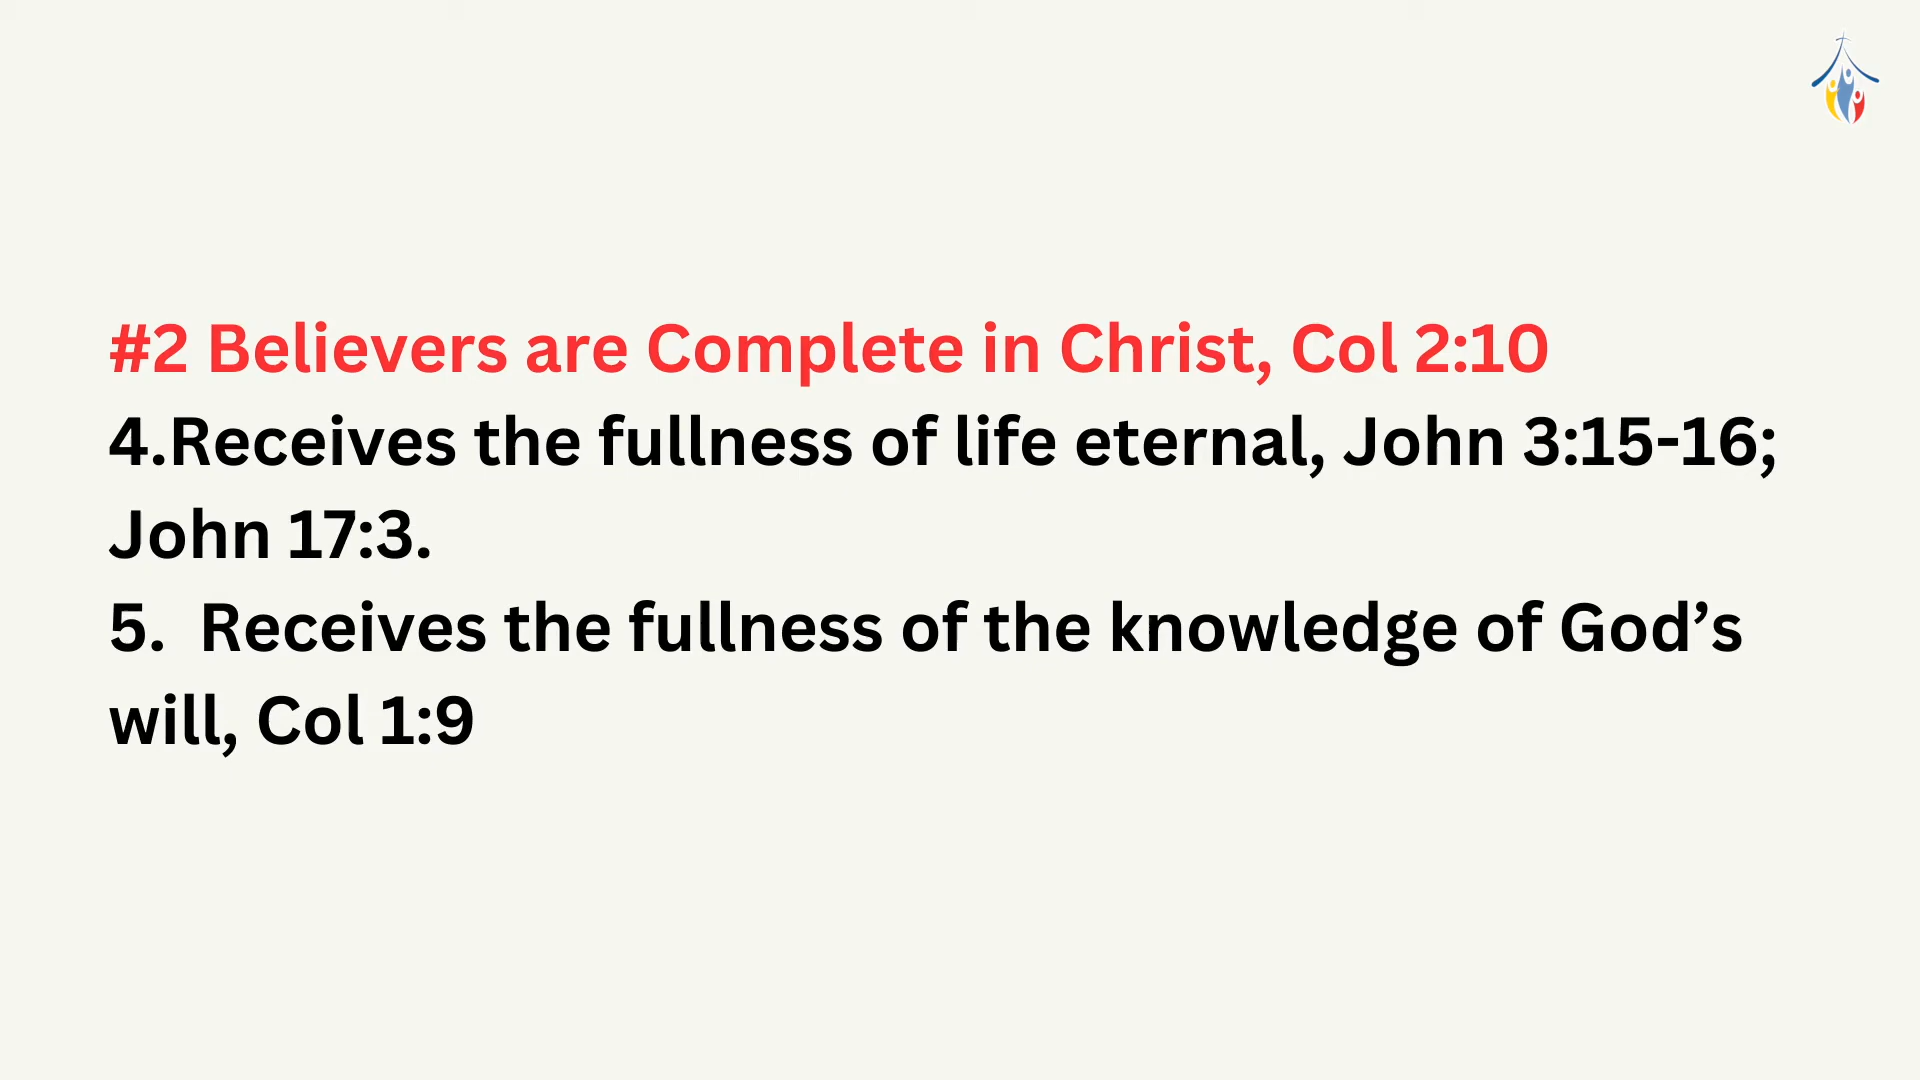 #2 Believers are Complete in Christ, Col 2:10
4.Receives the fullness of life eternal, John 3:15-16;
John 17:3.
5.  Receives the fullness of the knowledge of God’s
will, Col 1:9